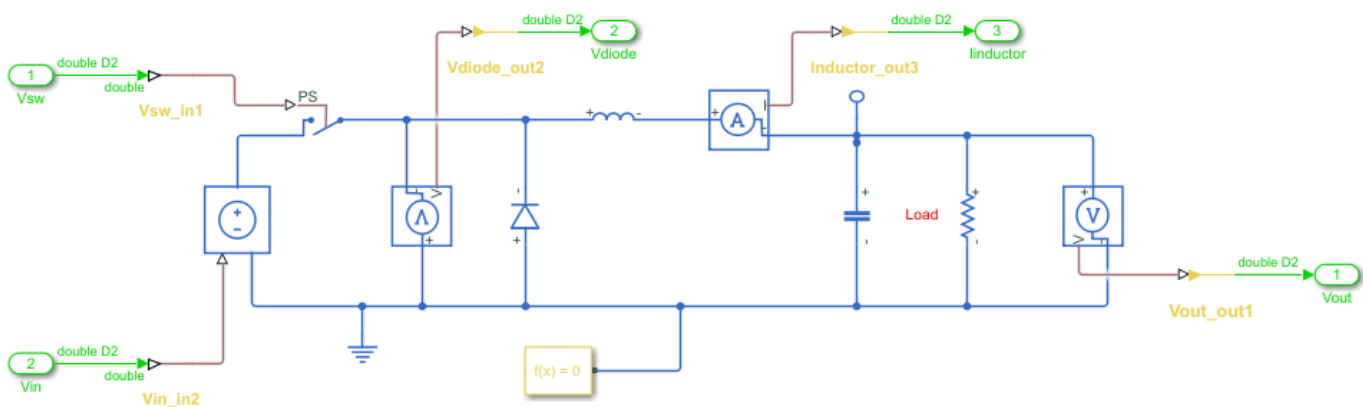 double D2
2
Vdiode
Vdiode_out2
double D2
3
Iinductor
Inductor_out3
1
Vsw
double D2
double
Vsw_in1
PS
+
-
+
A
-
I
+
-
-
V
V
+
-
+
+
-
Load
+
-
+
V
-
V
double D2
1
Vout
Vout_out1
2
Vin
double D2
double
Vin_in2
f(x) = 0